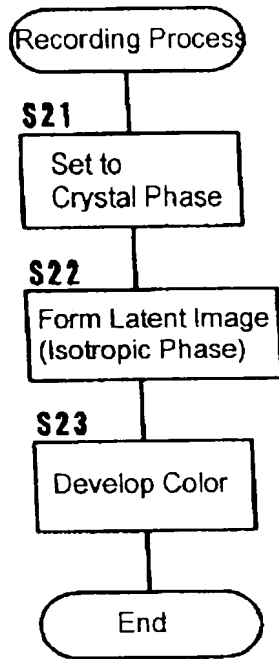 Recording Process
S21
Set to
Crystal Phase
S22
Form Latent Image
(Isotropic Phase)
S23
Develop Color
End